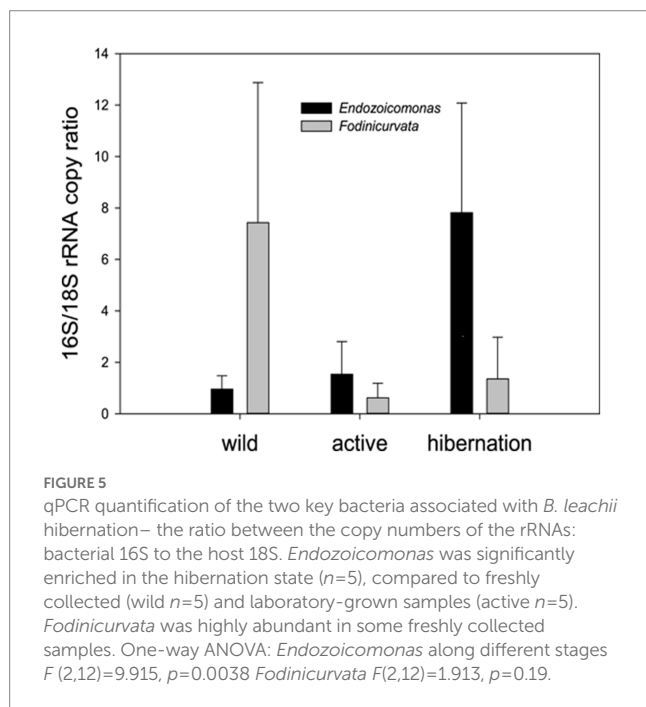 14
12
10
8
6
4
2
0
16S/18S rRNA copy ratio
Endozoicomonas
Fodinicurvata
wild active hibernation
FIGURE 5
qPCR quantification of the two key bacteria associated with B. leachii
hibernation– the ratio between the copy numbers of the rRNAs:
bacterial 16S to the host 18S. Endozoicomonas was significantly
enriched in the hibernation state (n=5), compared to freshly
collected (wild n=5) and laboratory-grown samples (active n=5).
Fodinicurvata was highly abundant in some freshly collected
samples. One-way ANOVA: Endozoicomonas along different stages
F (2,12)=9.915, p=0.0038 Fodinicurvata F(2,12)=1.913, p=0.19.